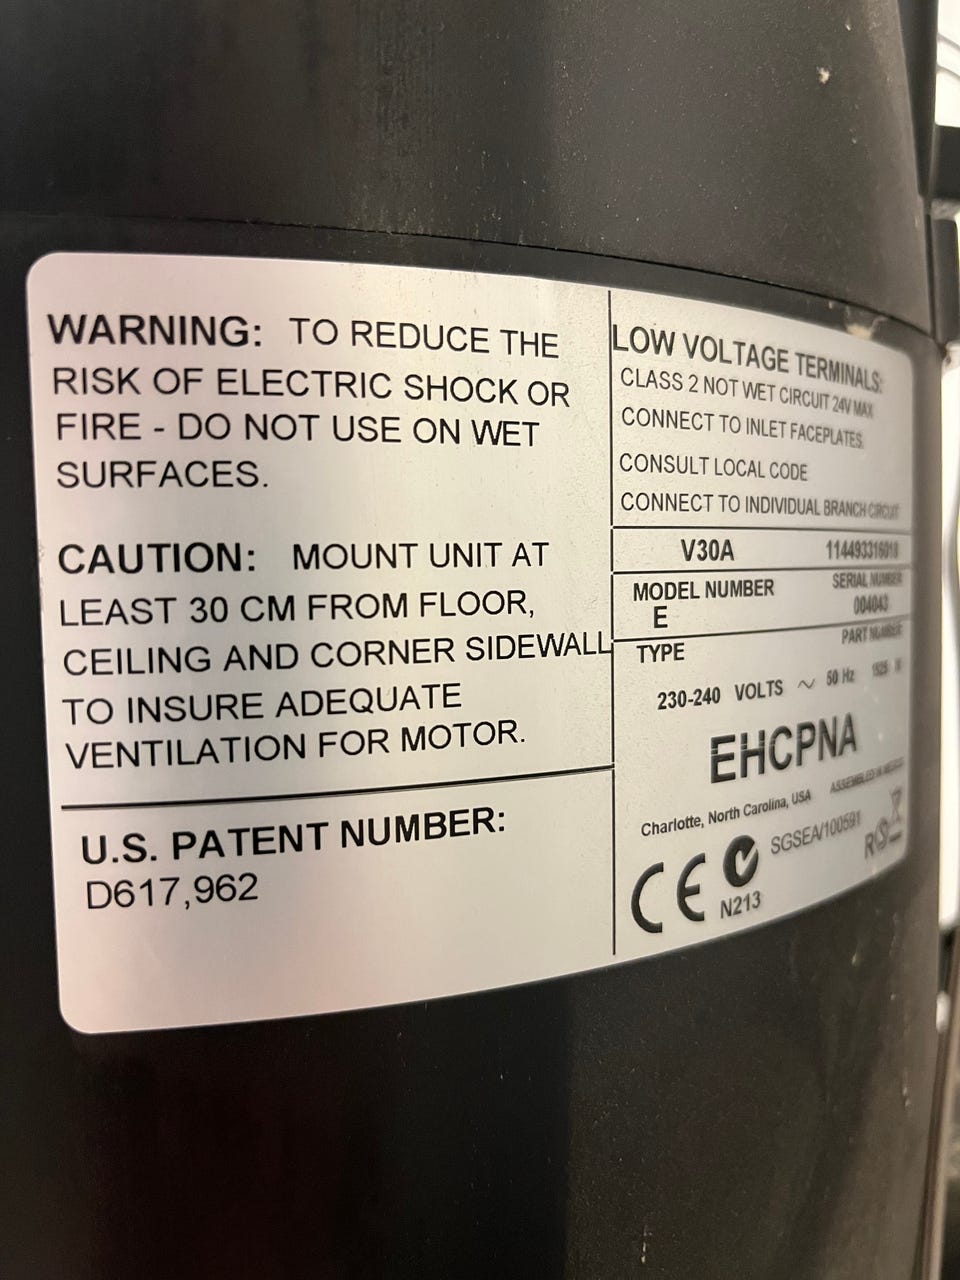 WARNING: TO REDUCE THE
RISK OF ELECTRIC SHOCK OR
FIRE - DO NOT USE ON WET
SURFACES.
CAUTION: MOUNT UNIT AT
LEAST 30 CM FROM FLOOR,
CEILING AND CORNER SIDEWALL
TO INSURE ADEQUATE
VENTILATION FOR MOTOR.
U.S. PATENT NUMBER:
D617,962
LOW VOLTAGE TERMINALS:
CLASS 2 NOT WET CIRCUIT 24V MAX
CONNECT TO INLET FACEPLATES
CONSULT LOCAL CODE
CONNECT TO INDIVIDUAL BRANCH CIRCUIT
V30A
MODEL NUMBER SERIAL NUMBER
E 004043
TYPE PART NUMBER
230-240 VOLTS ~ 50 Hz
EHCPNA
Charlotte, North Carolina, USA ASSEMBLED IN MEXICO
CE SGSEA/100591
N213